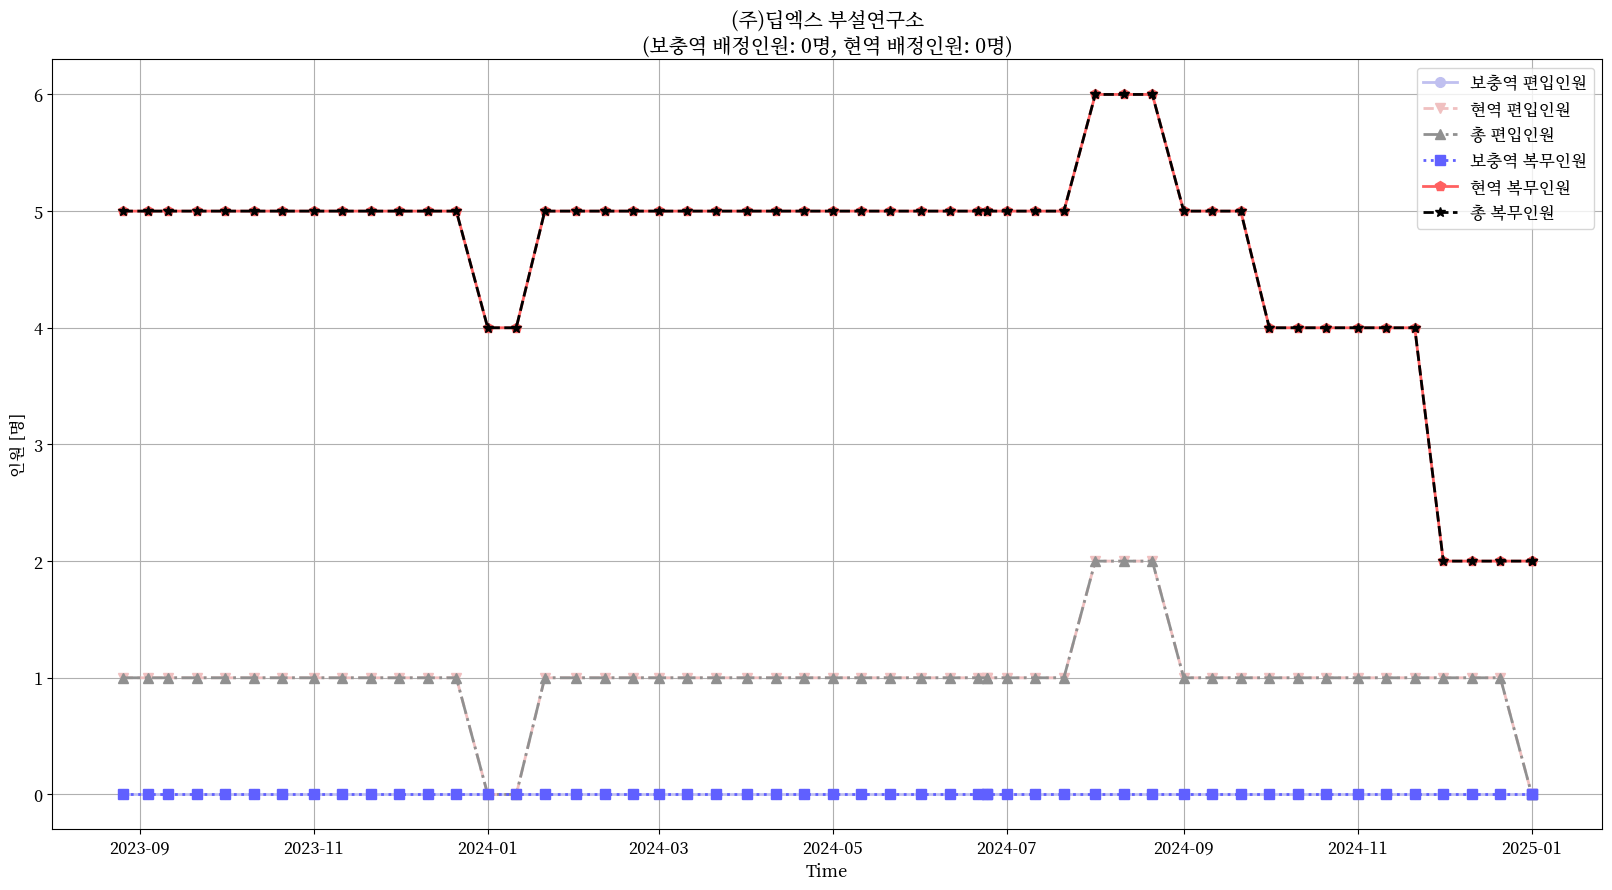 (주)딥엑스 부설연구소
(보충역 배정인원: 0명, 현역 배정인원: 0명)
보충역 편입인원
현역 편입인원
총 편입인원
보충역 복무인원
현역 복무인원
총 복무인원
인원 [명]
6
5
4
3
2
1
0
2023-09
2023-11
2024-01
2024-03
2024-05
2024-07
2024-09
2024-11
2025-01
Time